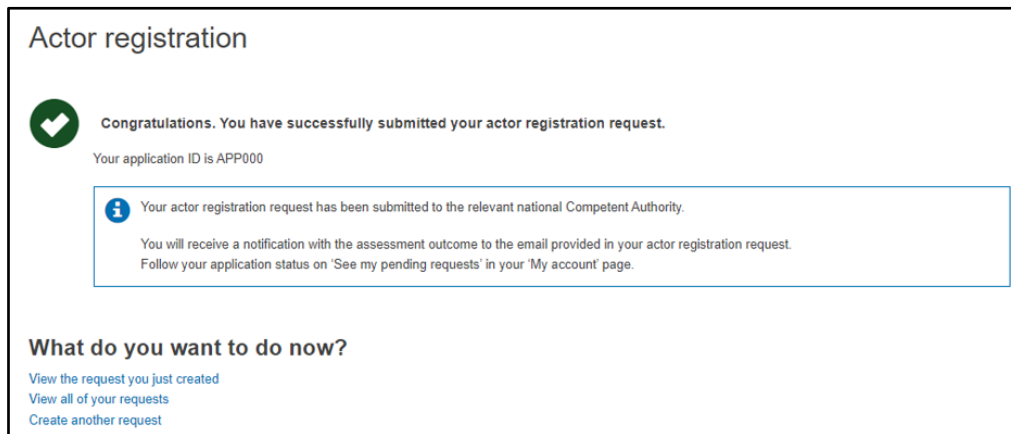 Actor registration
Congratulations. You have successfully submitted your actor registration request.
Your application ID is APP000
Your actor registration request has been submitted to the relevant national Competent Authority.
You will receive a notification with the assessment outcome to the email provided in your actor registration request.
Follow your application status on ‘See my pending requests’ in your ‘My account’ page.
What do you want to do now?
View the request you just created
View all of your requests
Create another request